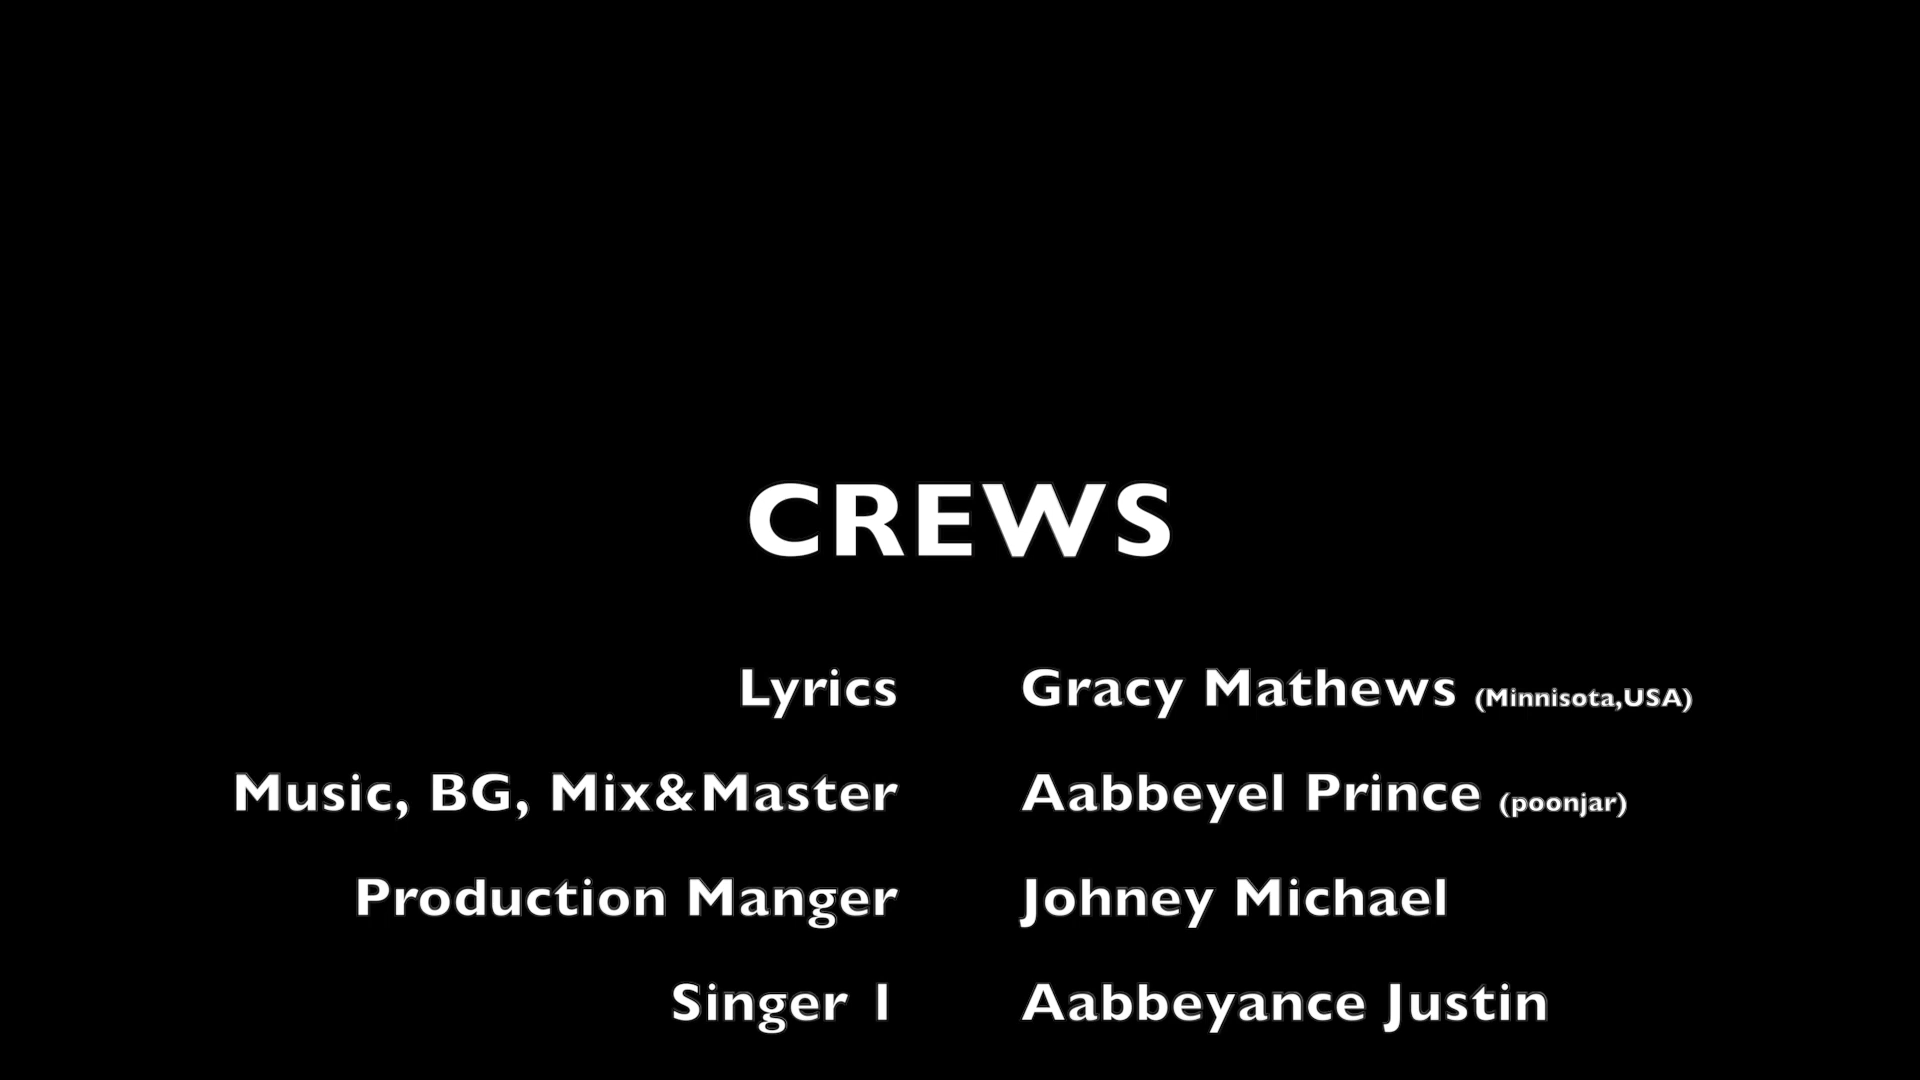 CREWS
Lyrics Gracy Mathews (Minnisota,USA)
Music, BG, Mix&Master Aabbeyel Prince (poonjar)
Production Manger Johney Michael
Singer 1 Aabbeyance Justin